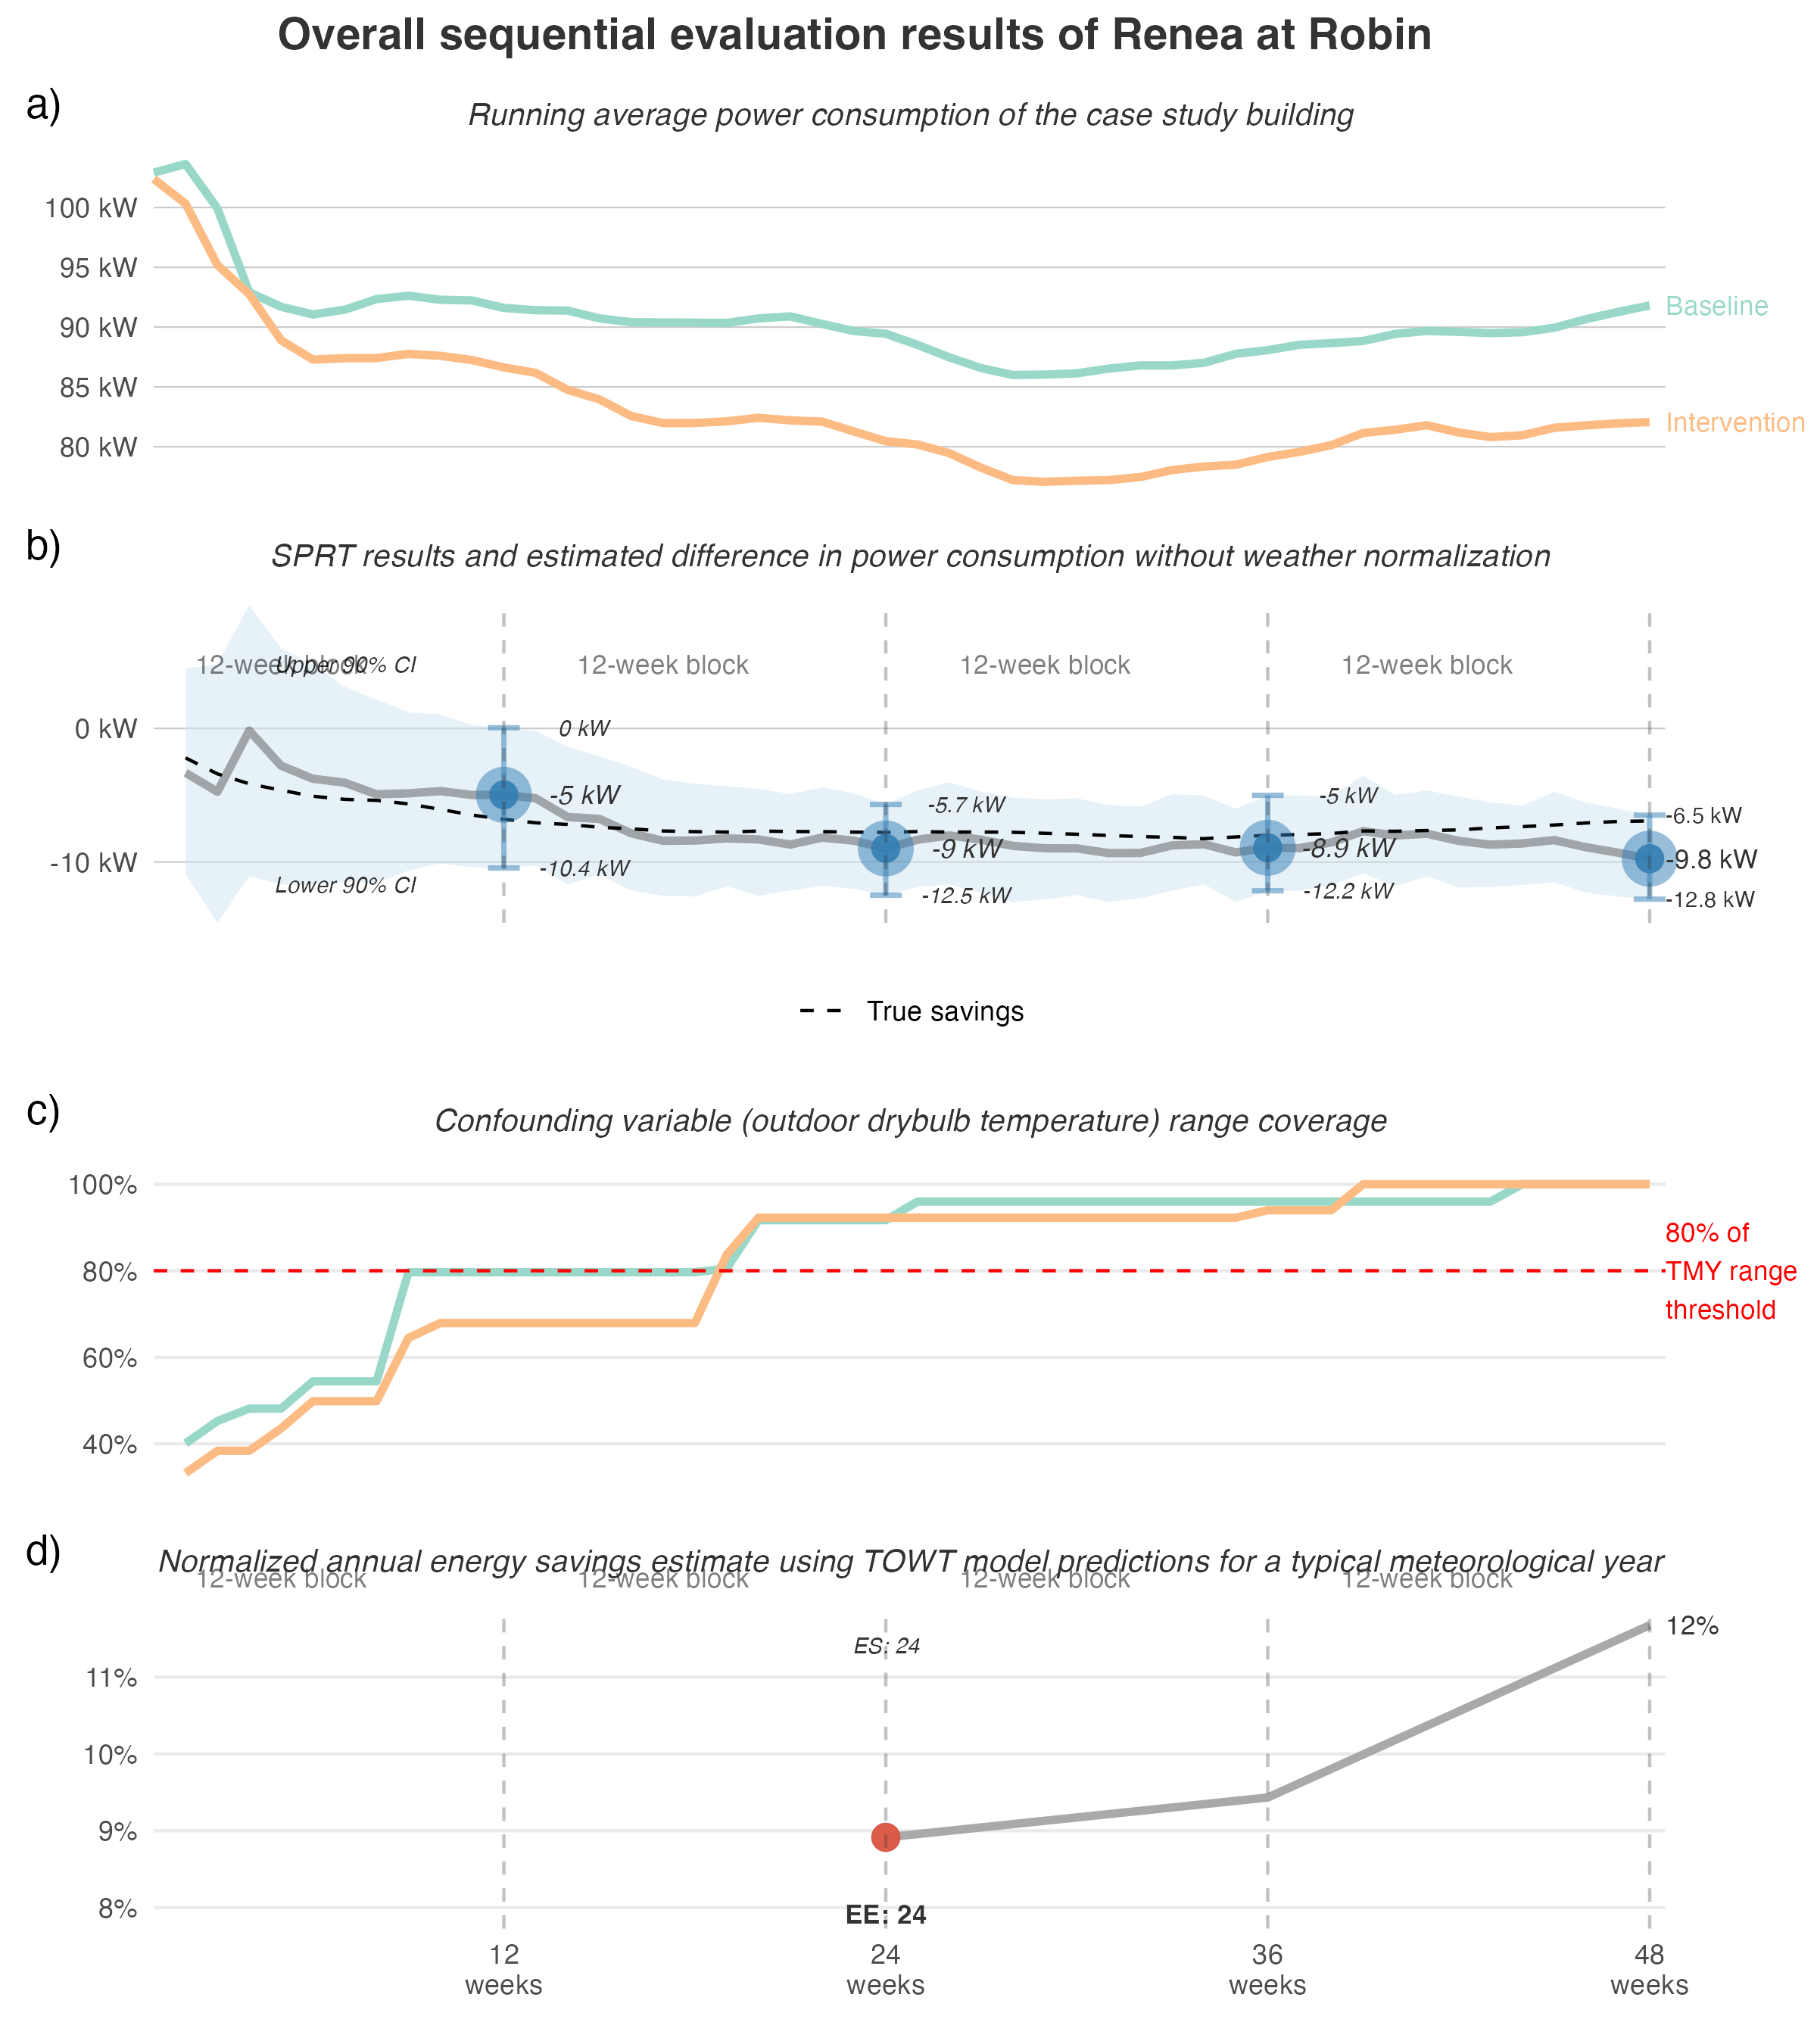 Overall sequential evaluation results of Renea at Robin
a)
Running average power consumption of the case study building
100 kW
95 kW
90 kW
85 kW
80 kW
Baseline
Intervention
b)
SPRT results and estimated difference in power consumption without weather normalization
12-week block
Upper 90% CI
12-week block
12-week block
12-week block
0 kW
-10 kW
0 kW
-5 kW
-10.4 kW
Lower 90% CI
-5.7 kW
-9 kW
-12.5 kW
-5 kW
-8.9 kW
-12.2 kW
-6.5 kW
-9.8 kW
-12.8 kW
True savings
c)
Confounding variable (outdoor drybulb temperature) range coverage
100%
80%
60%
40%
80% of
TMY range
threshold
d)
Normalized annual energy savings estimate using TOWT model predictions for a typical meteorological year
12-week block
12-week block
12-week block
12-week block
ES: 24
12%
11%
10%
9%
8%
EE: 24
12
weeks
24
weeks
36
weeks
48
weeks